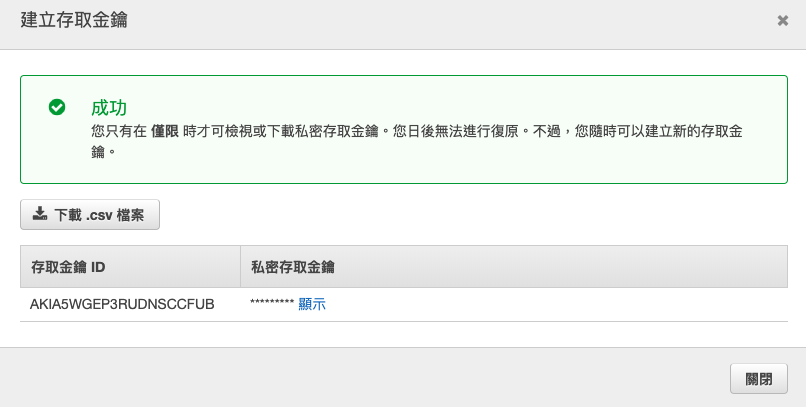 建立存取金鑰
成功
您只有在 僅限 時才可檢視或下載私密存取金鑰。您日後無法進行復原。不過，您隨時可以建立新的存取金
鑰。
下載 .csv 檔案
存取金鑰 ID 私密存取金鑰
AKIA5WGEP3RUDNSCCFUB ********* 顯示
關閉